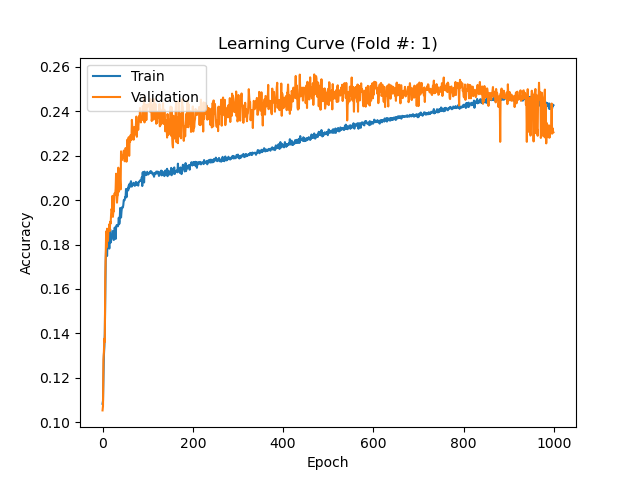 Learning Curve (Fold #: 1)
Train
Validation
0.26
0.24
0.22
0.20
0.18
0.16
0.14
0.12
0.10
Accuracy
0 200 400 600 800 1000
Epoch